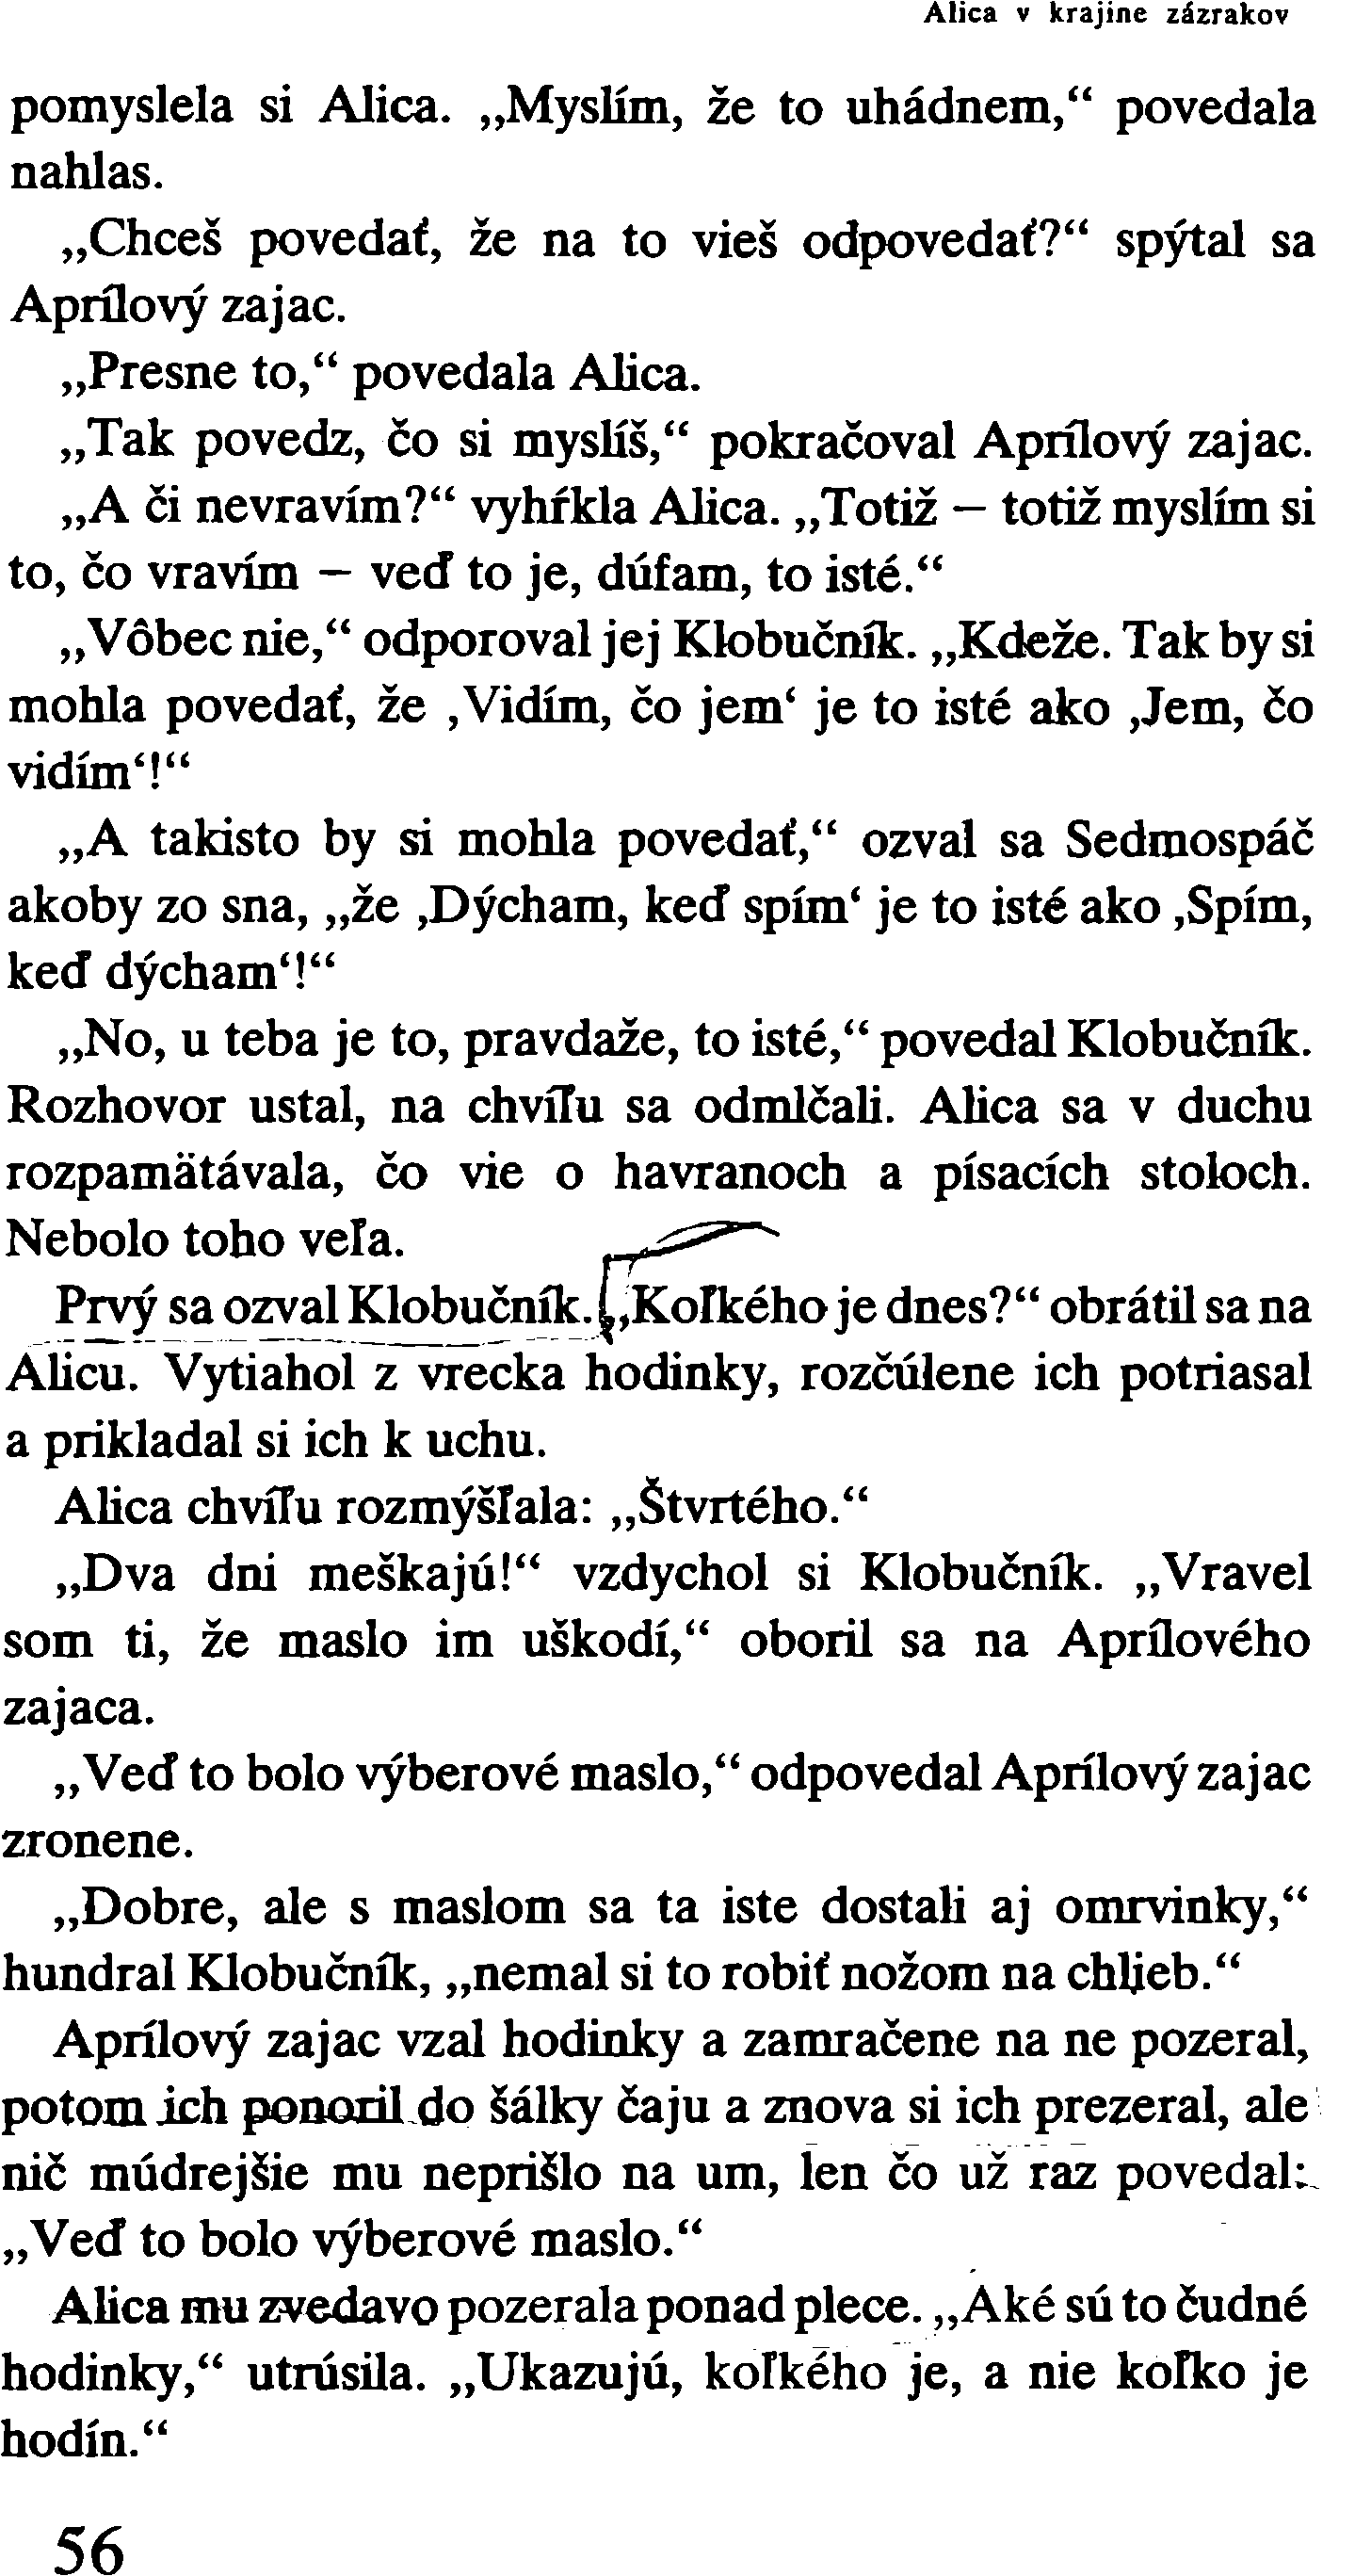 Alica v krajine zázrakov
pomyslela si Alica. „Myslím, že to uhádnem,“ povedala
nahlas.
„Chceš povedať, že na to vieš odpovedať?“ spýtal sa
Aprílový zajac.
„Presne to,“ povedala Alica.
„Tak povedz, čo si myslíš,“ pokračoval Aprílový zajac.
„A či nevravím?“ vyhŕkla Alica. „Totiž – totiž myslím si
to, čo vravím – veď to je, dúfam, to isté.“
„Vôbec nie,“ odporoval jej Klobučník. „Kdeže. Tak by si
mohla povedať, že ‚Vidím, čo jem‘ je to isté ako ‚Jem, čo
vidím‘!“
„A takisto by si mohla povedať,“ ozval sa Sedmospáč
akoby zo sna, „že ‚Dýcham, keď spím‘ je to isté ako ‚Spím,
keď dýcham‘!“
„No, u teba je to, pravdaže, to isté,“ povedal Klobučník.
Rozhovor ustal, na chvíľu sa odmlčali. Alica sa v duchu
rozpamätávala, čo vie o havranoch a písacích stoloch.
Nebolo toho veľa.
Prvý sa ozval Klobučník. „Koľkého je dnes?“ obrátil sa na
Alicu. Vytiahol z vrecka hodinky, rozčúlene ich potriasal
a prikladal si ich k uchu.
Alica chvíľu rozmýšľala: „Štvrtého.“
„Dva dni meškajú!“ vzdychol si Klobučník. „Vravel
som ti, že maslo im uškodí,“ oboril sa na Aprílového
zajaca.
„Veď to bolo výberové maslo,“ odpovedal Aprílový zajac
zronene.
„Dobre, ale s maslom sa ta iste dostali aj omrvinky,“
hundral Klobučník, „nemal si to robiť nožom na chlieb.“
Aprílový zajac vzal hodinky a zamračene na ne pozeral,
potom ich ponoril do šálky čaju a znova si ich prezeral, ale
nič múdrejšie mu neprišlo na um, len čo už raz povedal:
„Veď to bolo výberové maslo.“
Alica mu zvedavo pozerala ponad plece. „Aké sú to čudné
hodinky,“ utrúsila. „Ukazujú, koľkého je, a nie koľko je
hodín.“
56